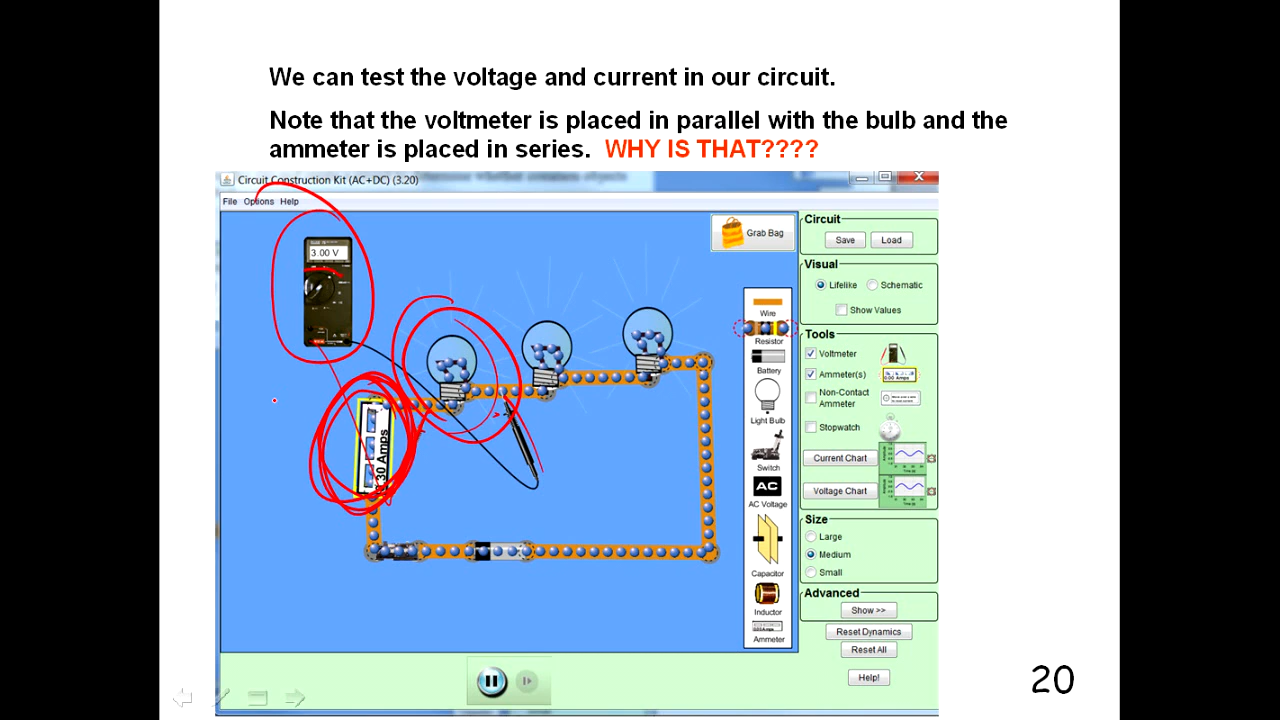 We can test the voltage and current in our circuit.
Note that the voltmeter is placed in parallel with the bulb and the
ammeter is placed in series. WHY IS THAT????
Circuit Construction Kit (AC+DC) (3.20)
File Options Help
3.00 V
30 Amps
Grab Bag
Wire
Resistor
Battery
Light Bulb
Switch
AC
AC Voltage
Capacitor
Inductor
Ammeter
Circuit
Save Load
Visual
Lifelike Schematic
Show Values
Tools
Voltmeter
Ammeter(s)
Non-Contact
Ammeter
Stopwatch
Current Chart
Voltage Chart
Size
Large
Medium
Small
Advanced
Show >>
Reset Dynamics
Reset All
Help!
20